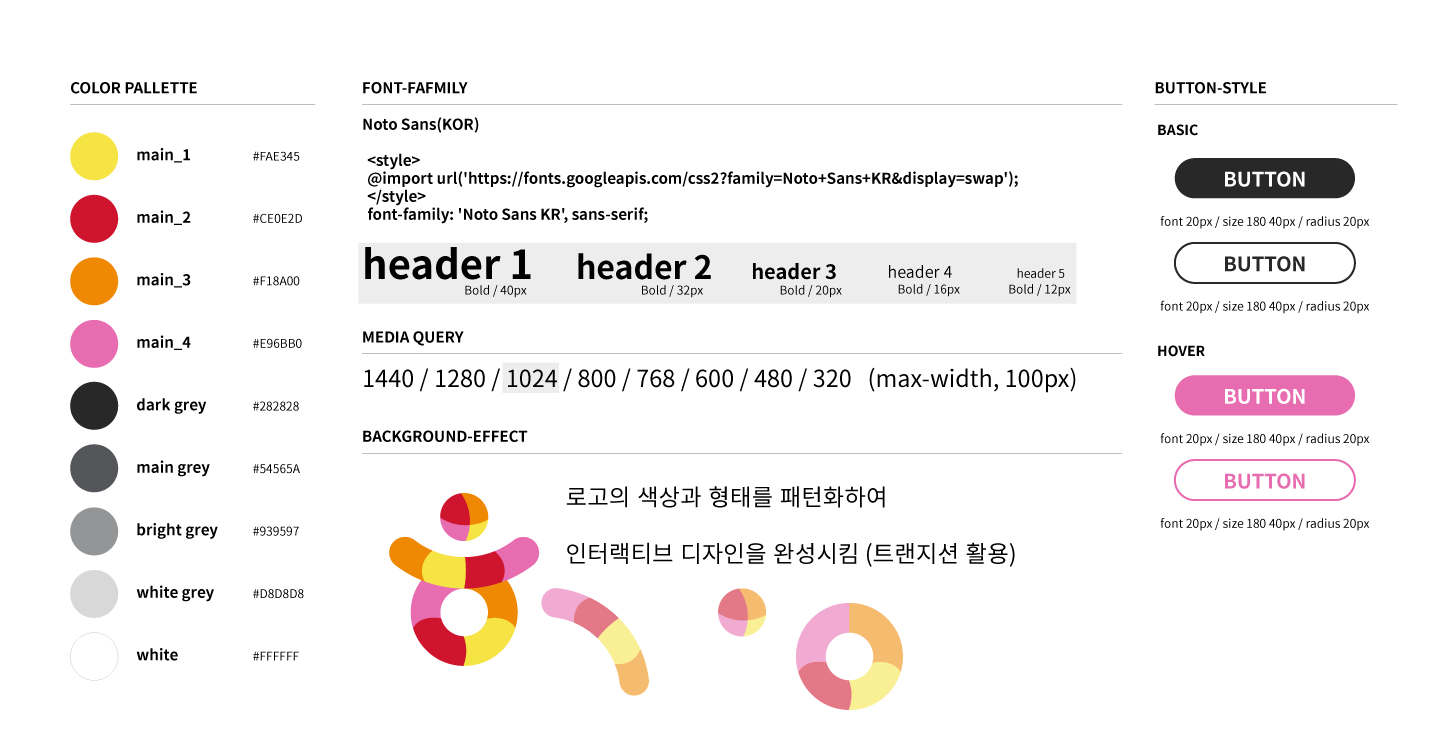 COLOR PALLETTE
main_1 #FAE345
main_2 #CE0E2D
main_3 #F18A00
main_4 #E96BB0
dark grey #282828
main grey #54565A
bright grey #939597
white grey #D8D8D8
white #FFFFFF
FONT-FAFMILY
Noto Sans(KOR)
<style>
@import url('https://fonts.googleapis.com/css2?family=Noto+Sans+KR&display=swap');
</style>
font-family: 'Noto Sans KR', sans-serif;
header 1 header 2 header 3 header 4 header 5
Bold / 40px Bold / 32px Bold / 20px Bold / 16px Bold / 12px
MEDIA QUERY
1440 / 1280 / 1024 / 800 / 768 / 600 / 480 / 320 (max-width, 100px)
BACKGROUND-EFFECT
로고의 색상과 형태를 패턴화하여
인터랙티브 디자인을 완성시킴 (트랜지션 활용)
BUTTON-STYLE
BASIC
BUTTON
font 20px / size 180 40px / radius 20px
BUTTON
font 20px / size 180 40px / radius 20px
HOVER
BUTTON
font 20px / size 180 40px / radius 20px
BUTTON
font 20px / size 180 40px / radius 20px